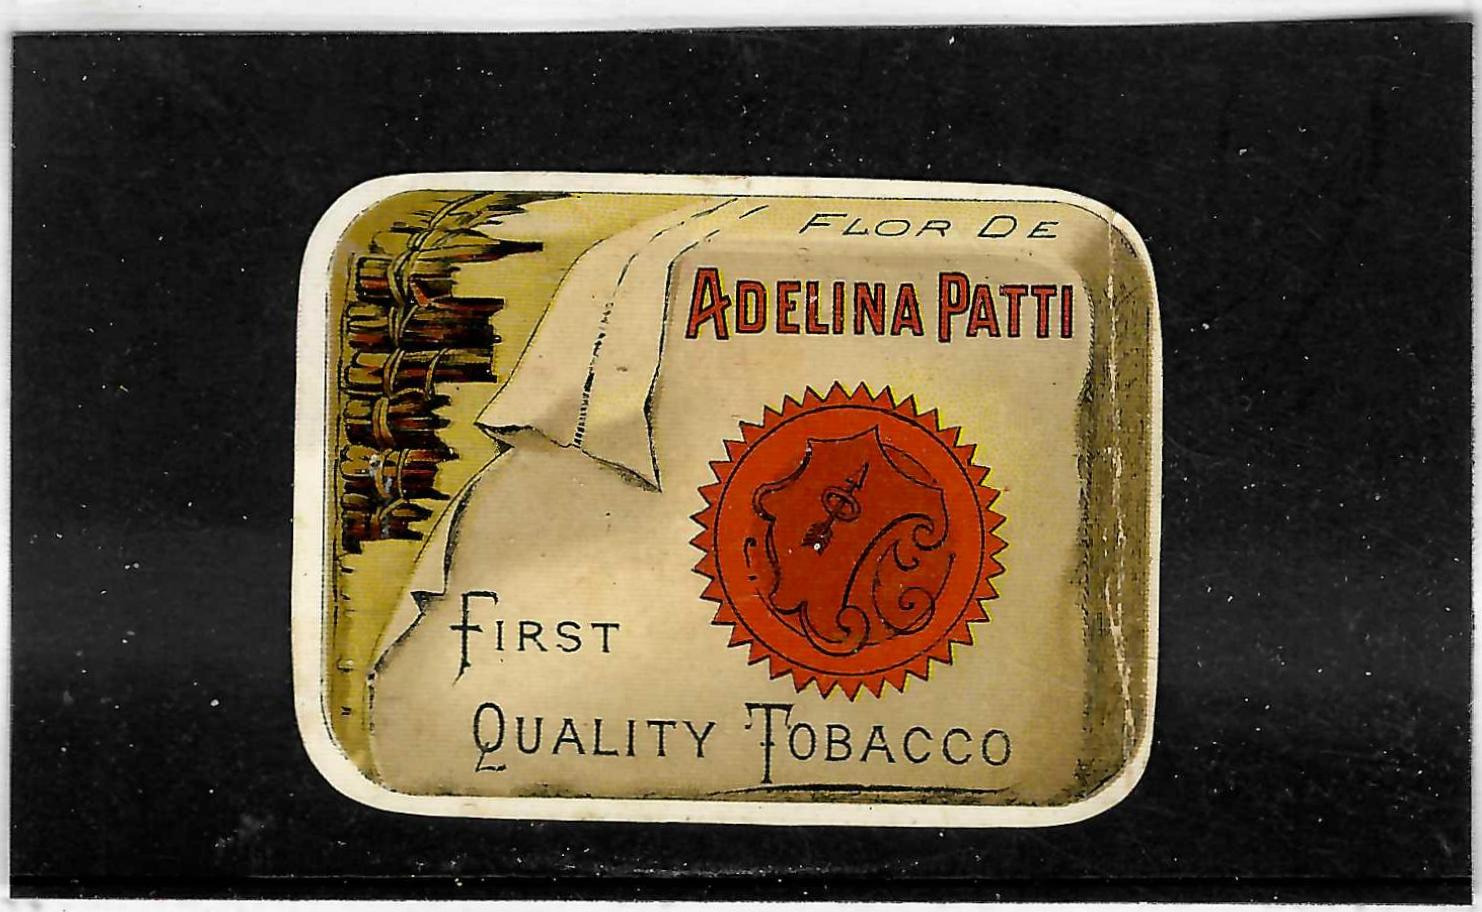 FLOR DE
ADELINA PATTI
FIRST
QUALITY TOBACCO